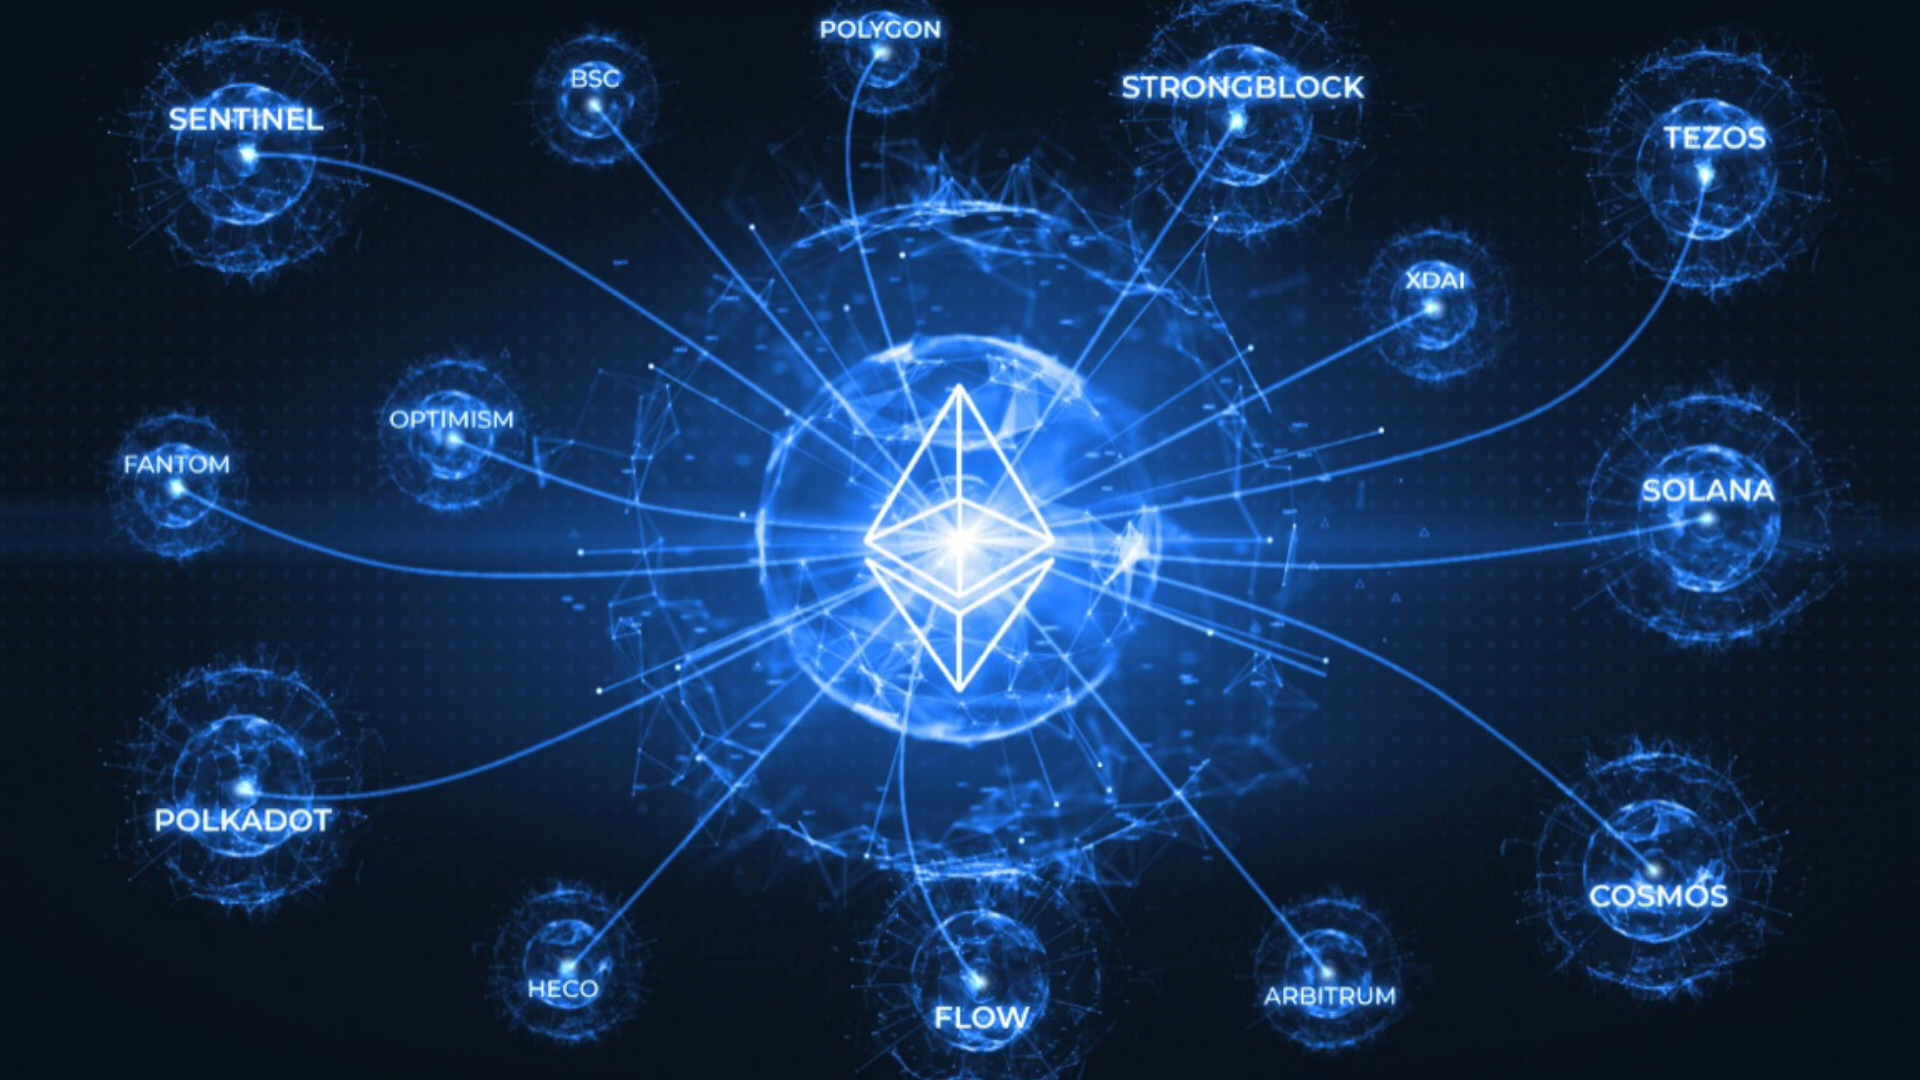 POLYGON
BSC
STRONGBLOCK
SENTINEL
TEZOS
XDAI
OPTIMISM
FANTOM
SOLANA
POLKADOT
COSMOS
HECO
ARBITRUM
FLOW